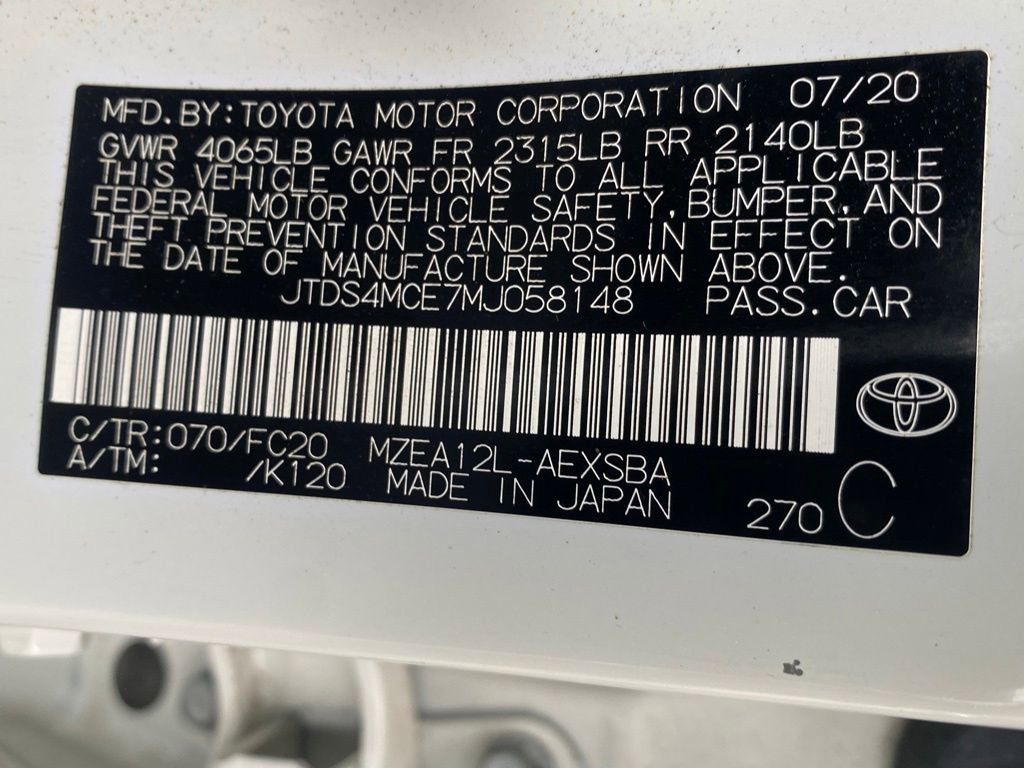 MFD. BY: TOYOTA MOTOR CORPORATION 07/20
GVWR 4065LB GAWR FR 2315LB RR 2140LB
THIS VEHICLE CONFORMS TO ALL APPLICABLE
FEDERAL MOTOR VEHICLE SAFETY, BUMPER, AND
THEFT PREVENTION STANDARDS IN EFFECT ON
THE DATE OF MANUFACTURE SHOWN ABOVE.
JTDS4MCE7MJ058148 PASS. CAR
C/TR: 070/FC20 MZEA12L-AEXSBA
A/TM: /K120 MADE IN JAPAN
270 C